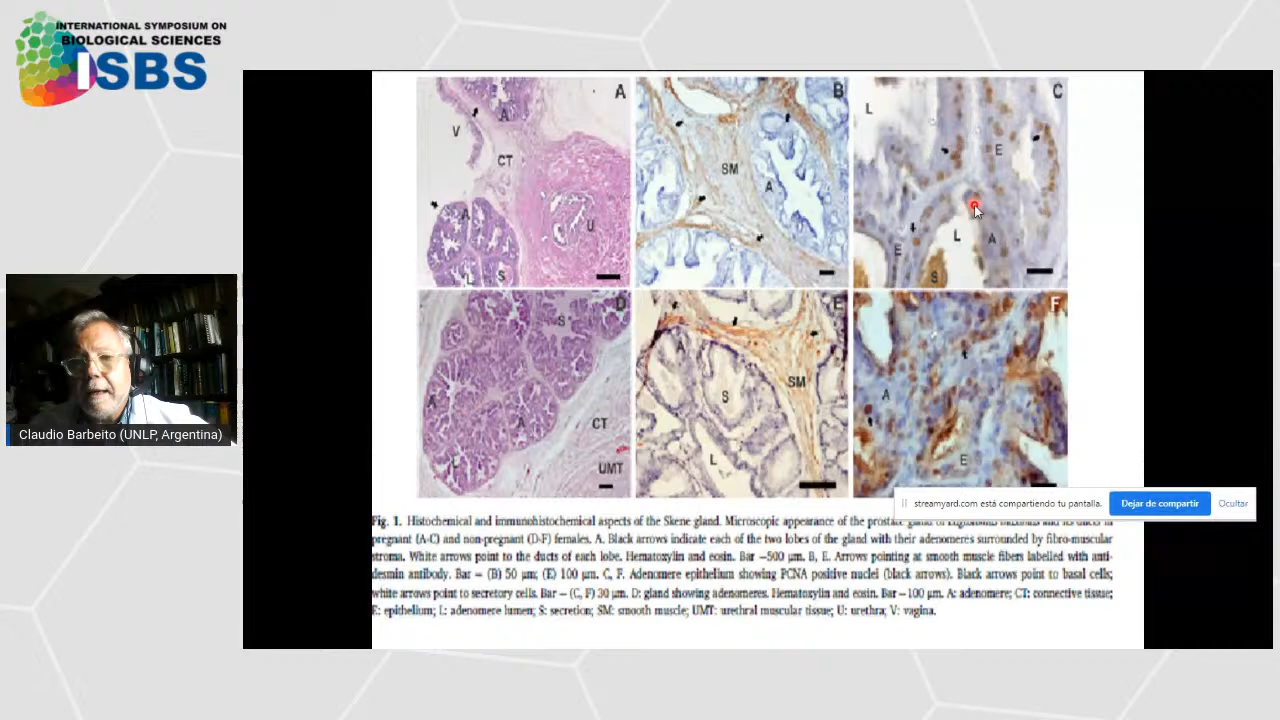 INTERNATIONAL SYMPOSIUM ON
BIOLOGICAL SCIENCES
ISBS
A
V
A
CT
A
U
L
S
B
SM
A
C
L
E
L
A
E
S
D
S
A
A
CT
L
UMT
E
A
SM
S
L
F
A
E
Claudio Barbeito (UNLP, Argentina)
streamyard.com está compartiendo tu pantalla.
Dejar de compartir
Ocultar
Fig. 1. Histochemical and immunohistochemical aspects of the Skene gland. Microscopic appearance of the prostate gland of and its ducts in
pregnant (A-C) and non-pregnant (D-F) females. A. Black arrows indicate each of the two lobes of the gland with their adenomeres surrounded by fibro-muscular
stroma. White arrows point to the ducts of each lobe. Hematoxylin and eosin. Bar =500 μm. B, E. Arrows pointing at smooth muscle fibers labelled with anti-
desmin antibody. Bar = (B) 50 μm; (E) 100 μm. C, F. Adenomere epithelium showing PCNA positive nuclei (black arrows). Black arrows point to basal cells;
white arrows point to secretory cells. Bar = (C, F) 30 μm. D: gland showing adenomeres. Hematoxylin and eosin. Bar =100 μm. A: adenomere; CT: connective tissue;
E: epithelium; L: adenomere lumen; S: secretion; SM: smooth muscle; UMT: urethral muscular tissue; U: urethra; V: vagina.